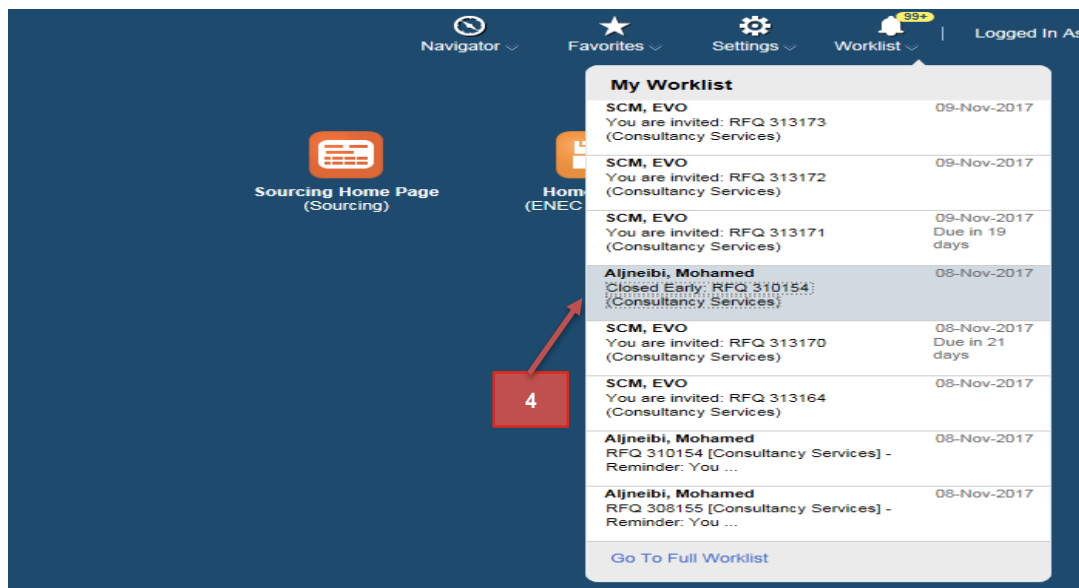 99+
Navigator
Favorites
Settings
Worklist
|
Logged In As
My Worklist
SCM, EVO
09-Nov-2017
You are invited: RFQ 313173
(Consultancy Services)
SCM, EVO
09-Nov-2017
You are invited: RFQ 313172
(Consultancy Services)
SCM, EVO
09-Nov-2017
You are invited: RFQ 313171
Due in 19
(Consultancy Services)
days
Aljneibi, Mohamed
08-Nov-2017
Closed Early: RFQ 310154
(Consultancy Services)
SCM, EVO
08-Nov-2017
You are invited: RFQ 313170
Due in 21
(Consultancy Services)
days
SCM, EVO
08-Nov-2017
You are invited: RFQ 313164
(Consultancy Services)
Aljneibi, Mohamed
08-Nov-2017
RFQ 310154 [Consultancy Services] -
Reminder: You ...
Aljneibi, Mohamed
08-Nov-2017
RFQ 308155 [Consultancy Services] -
Reminder: You ...
Go To Full Worklist
Sourcing Home Page
(Sourcing)
Hom
(ENEC
4